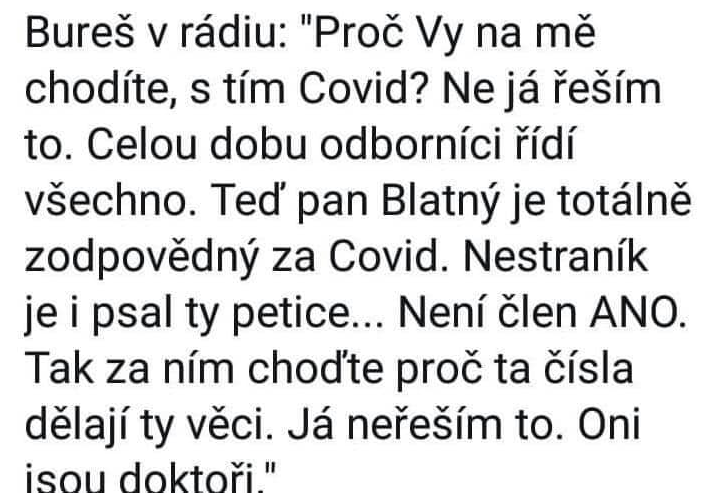 Bureš v rádiu: "Proč Vy na mě
chodíte, s tím Covid? Ne já řeším
to. Celou dobu odborníci řídí
všechno. Teď pan Blatný je totálně
zodpovědný za Covid. Nestraník
je i psal ty petice... Není člen ANO.
Tak za ním choďte proč ta čísla
dělají ty věci. Já neřeším to. Oni
jsou doktoři."